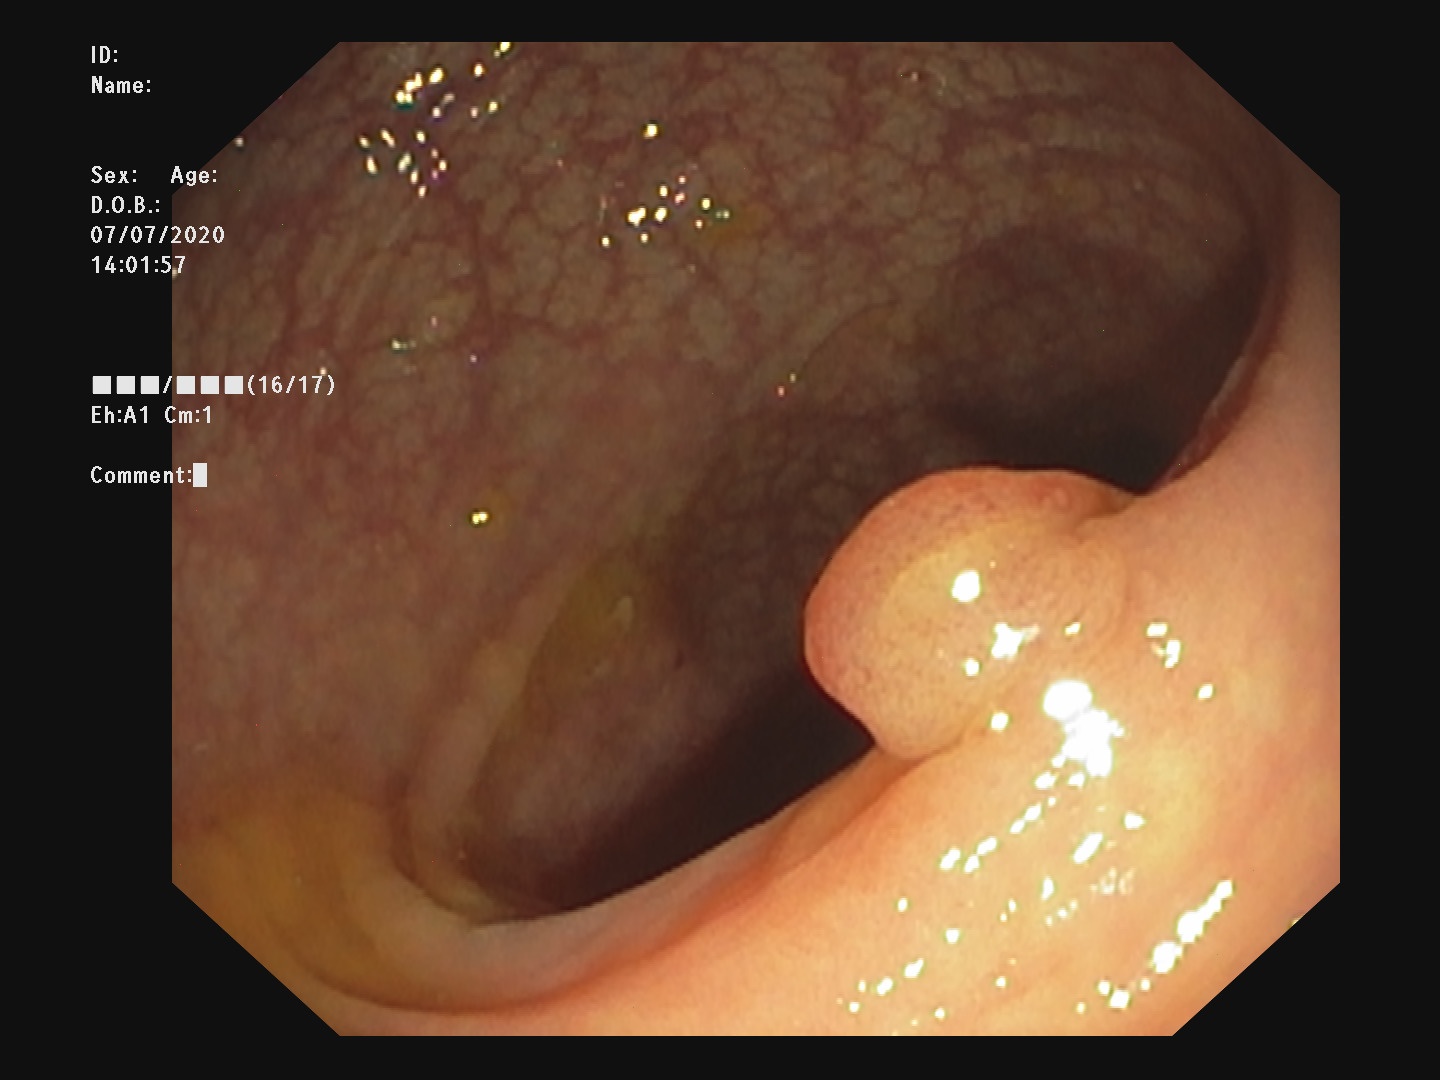 ID:
Name:
Sex: Age:
D.O.B.:
07/07/2020
14:01:57
■■■/■■■(16/17)
Eh:A1 Cm:1
Comment: